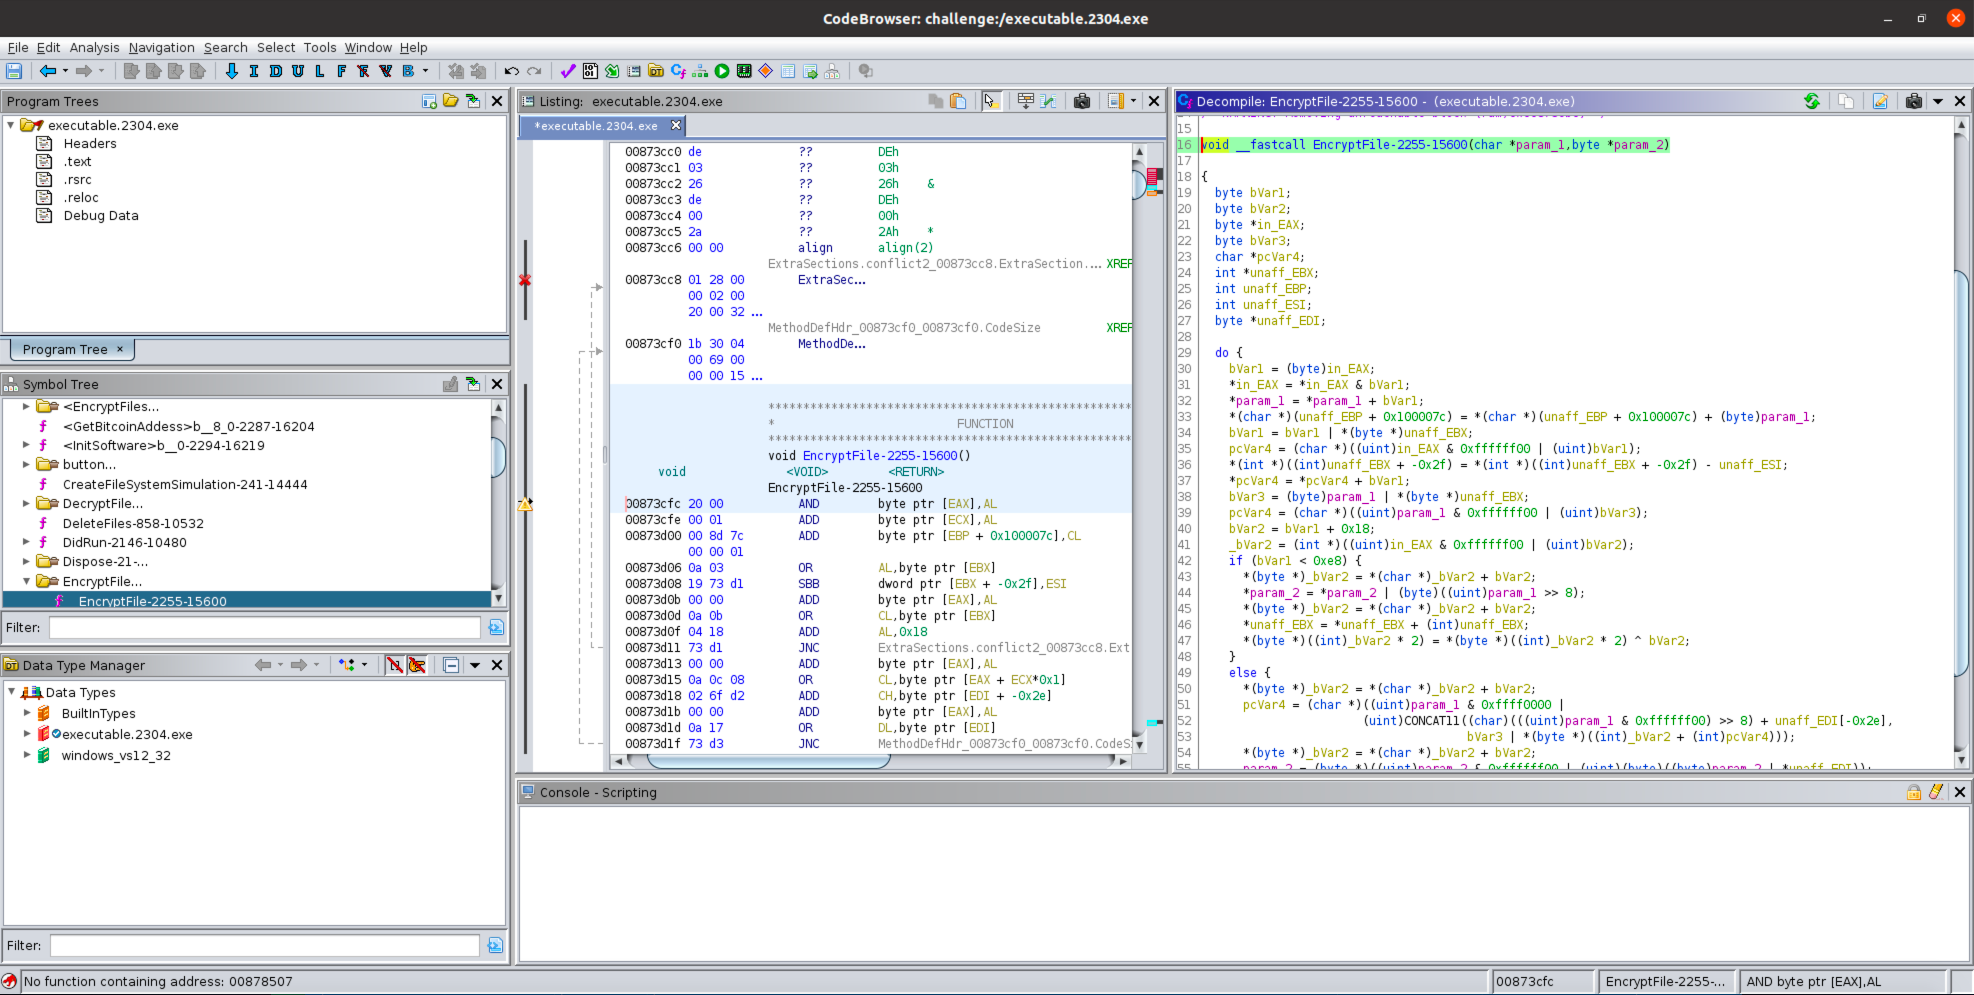 CodeBrowser: challenge:/executable.2304.exe
File Edit Analysis Navigation Search Select Tools Window Help
I D U L F V B
Program Trees
executable.2304.exe
Headers
.text
.rsrc
.reloc
Debug Data
Program Tree ×
Symbol Tree
<EncryptFiles...
<GetBitcoinAddess>b__8_0-2287-16204
<InitSoftware>b__0-2294-16219
button...
CreateFileSystemSimulation-241-14444
DecryptFile...
DeleteFiles-858-10532
DidRun-2146-10480
Dispose-21-...
EncryptFile...
EncryptFile-2255-15600
Filter:
Data Type Manager
Data Types
BuiltInTypes
executable.2304.exe
windows_vs12_32
Filter:
Listing: executable.2304.exe
*executable.2304.exe
00873cc0 de ?? DEh
00873cc1 03 ?? 03h
00873cc2 26 ?? 26h &
00873cc3 de ?? DEh
00873cc4 00 ?? 00h
00873cc5 2a ?? 2Ah *
00873cc6 00 00 align align(2)
ExtraSections.conflict2_00873cc8.ExtraSection.... XREF
00873cc8 01 28 00 ExtraSec...
00 02 00
20 00 32 ...
MethodDefHdr_00873cf0_00873cf0.CodeSize XREF
00873cf0 1b 30 04 MethodDe...
00 69 00
00 00 15 ...
* FUNCTION
void EncryptFile-2255-15600()
void <VOID> <RETURN>
EncryptFile-2255-15600
00873cfc 20 00 AND byte ptr [EAX],AL
00873cfe 00 01 ADD byte ptr [ECX],AL
00873d00 00 8d 7c ADD byte ptr [EBP + 0x100007c],CL
00 00 01
00873d06 0a 03 OR AL,byte ptr [EBX]
00873d08 19 73 d1 SBB dword ptr [EBX + -0x2f],ESI
00873d0b 00 00 ADD byte ptr [EAX],AL
00873d0d 0a 0b OR CL,byte ptr [EBX]
00873d0f 04 18 ADD AL,0x18
00873d11 73 d1 JNC ExtraSections.conflict2_00873cc8.Ext
00873d13 00 00 ADD byte ptr [EAX],AL
00873d15 0a 0c 08 OR CL,byte ptr [EAX + ECX*0x1]
00873d18 02 6f d2 ADD CH,byte ptr [EDI + -0x2e]
00873d1b 00 00 ADD byte ptr [EAX],AL
00873d1d 0a 17 OR DL,byte ptr [EDI]
00873d1f 73 d3 JNC MethodDefHdr_00873cf0_00873cf0.CodeS
Decompile: EncryptFile-2255-15600 - (executable.2304.exe)
15
16 void __fastcall EncryptFile-2255-15600(char *param_1,byte *param_2)
17
18 {
19 byte bVar1;
20 byte bVar2;
21 byte *in_EAX;
22 byte bVar3;
23 char *pcVar4;
24 int *unaff_EBX;
25 int unaff_EBP;
26 int unaff_ESI;
27 byte *unaff_EDI;
28
29 do {
30 bVar1 = (byte)in_EAX;
31 *in_EAX = *in_EAX & bVar1;
32 *param_1 = *param_1 + bVar1;
33 *(char *)(unaff_EBP + 0x100007c) = *(char *)(unaff_EBP + 0x100007c) + (byte)param_1;
34 bVar1 = bVar1 | *(byte *)unaff_EBX;
35 pcVar4 = (char *)((uint)in_EAX & 0xffffff00 | (uint)bVar1);
36 *(int *)((int)unaff_EBX + -0x2f) = *(int *)((int)unaff_EBX + -0x2f) - unaff_ESI;
37 *pcVar4 = *pcVar4 + bVar1;
38 bVar3 = (byte)param_1 | *(byte *)unaff_EBX;
39 pcVar4 = (char *)((uint)param_1 & 0xffffff00 | (uint)bVar3);
40 bVar2 = bVar1 + 0x18;
41 _bVar2 = (int *)((uint)in_EAX & 0xffffff00 | (uint)bVar2);
42 if (bVar1 < 0xe8) {
43 *(byte *)_bVar2 = *(char *)_bVar2 + bVar2;
44 *param_2 = *param_2 | (byte)((uint)param_1 >> 8);
45 *(byte *)_bVar2 = *(char *)_bVar2 + bVar2;
46 *unaff_EBX = *unaff_EBX + (int)unaff_EBX;
47 *(byte *)((int)_bVar2 * 2) = *(byte *)((int)_bVar2 * 2) ^ bVar2;
48 }
49 else {
50 *(byte *)_bVar2 = *(char *)_bVar2 + bVar2;
51 pcVar4 = (char *)((uint)param_1 & 0xffff0000 |
52 (uint)CONCAT11((char)(((uint)param_1 & 0xffffff00) >> 8) + unaff_EDI[-0x2e],
53 bVar3 | *(byte *)((int)_bVar2 + (int)pcVar4)));
54 *(byte *)_bVar2 = *(char *)_bVar2 + bVar2;
55 param_2 = (byte *)((uint)param_2 & 0xffffff00 | (uint)(byte)((byte)param_2 | *unaff_EDI));
Console - Scripting
No function containing address: 00878507
00873cfc
EncryptFile-2255-...
AND byte ptr [EAX],AL